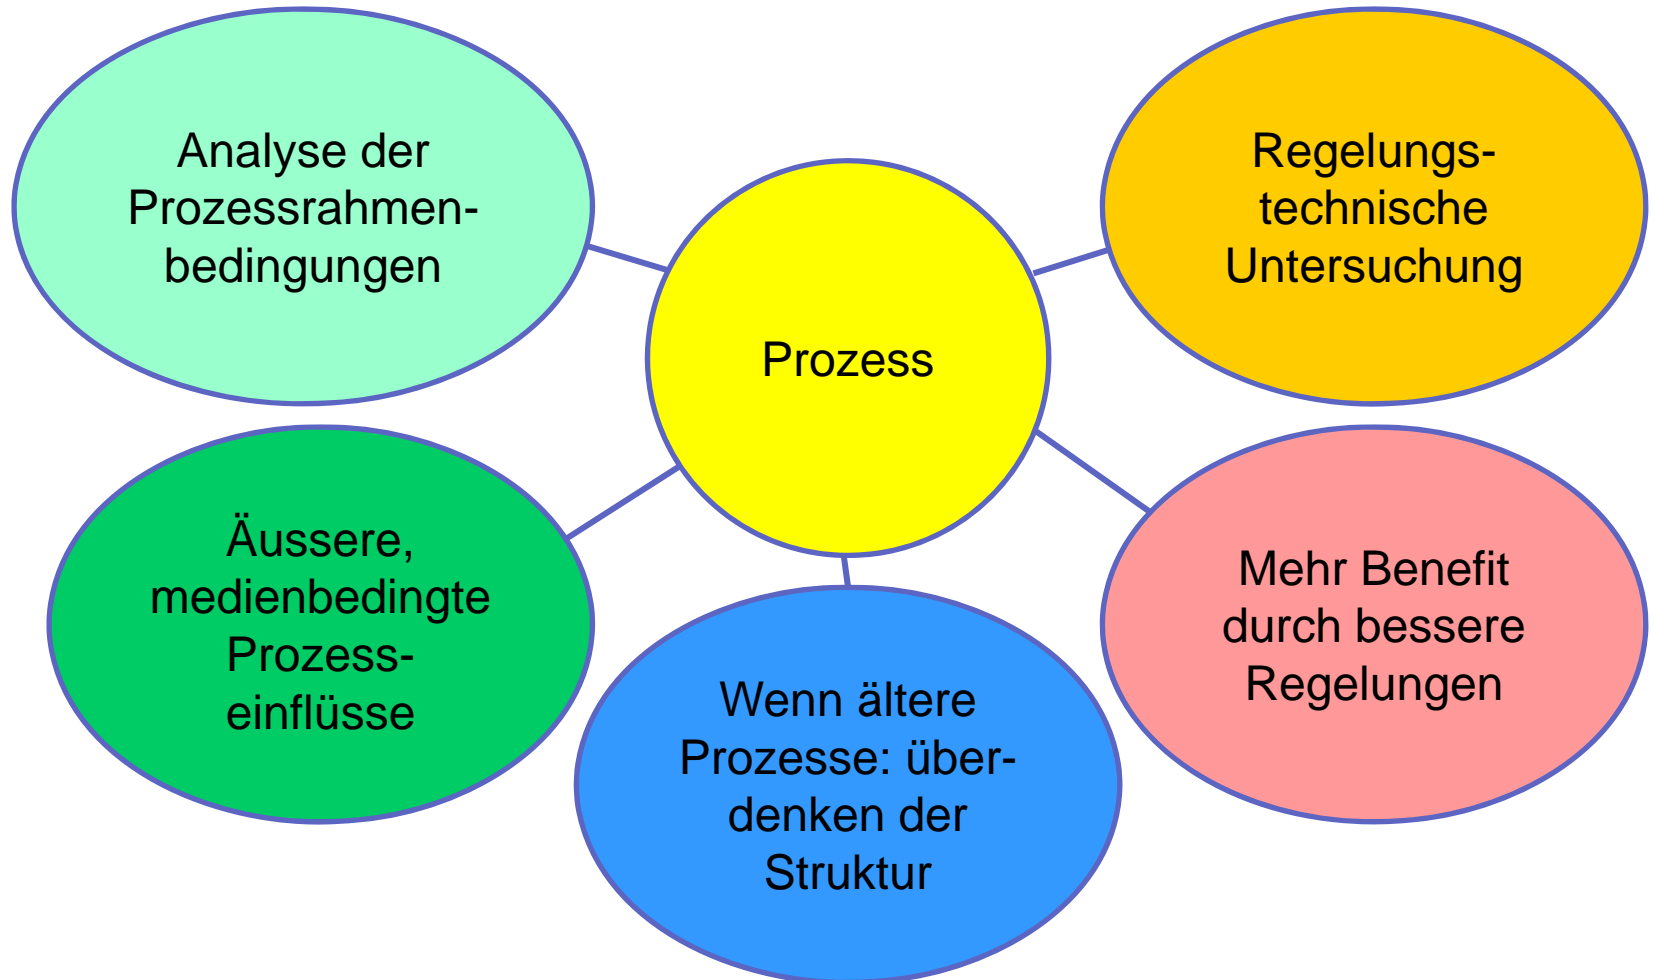 Analyse der
Prozessrahmen-
bedingungen
Regelungs-
technische
Untersuchung
Prozess
Äussere,
medienbedingte
Prozess-
einflüsse
Wenn ältere
Prozesse: über-
denken der
Struktur
Mehr Benefit
durch bessere
Regelungen